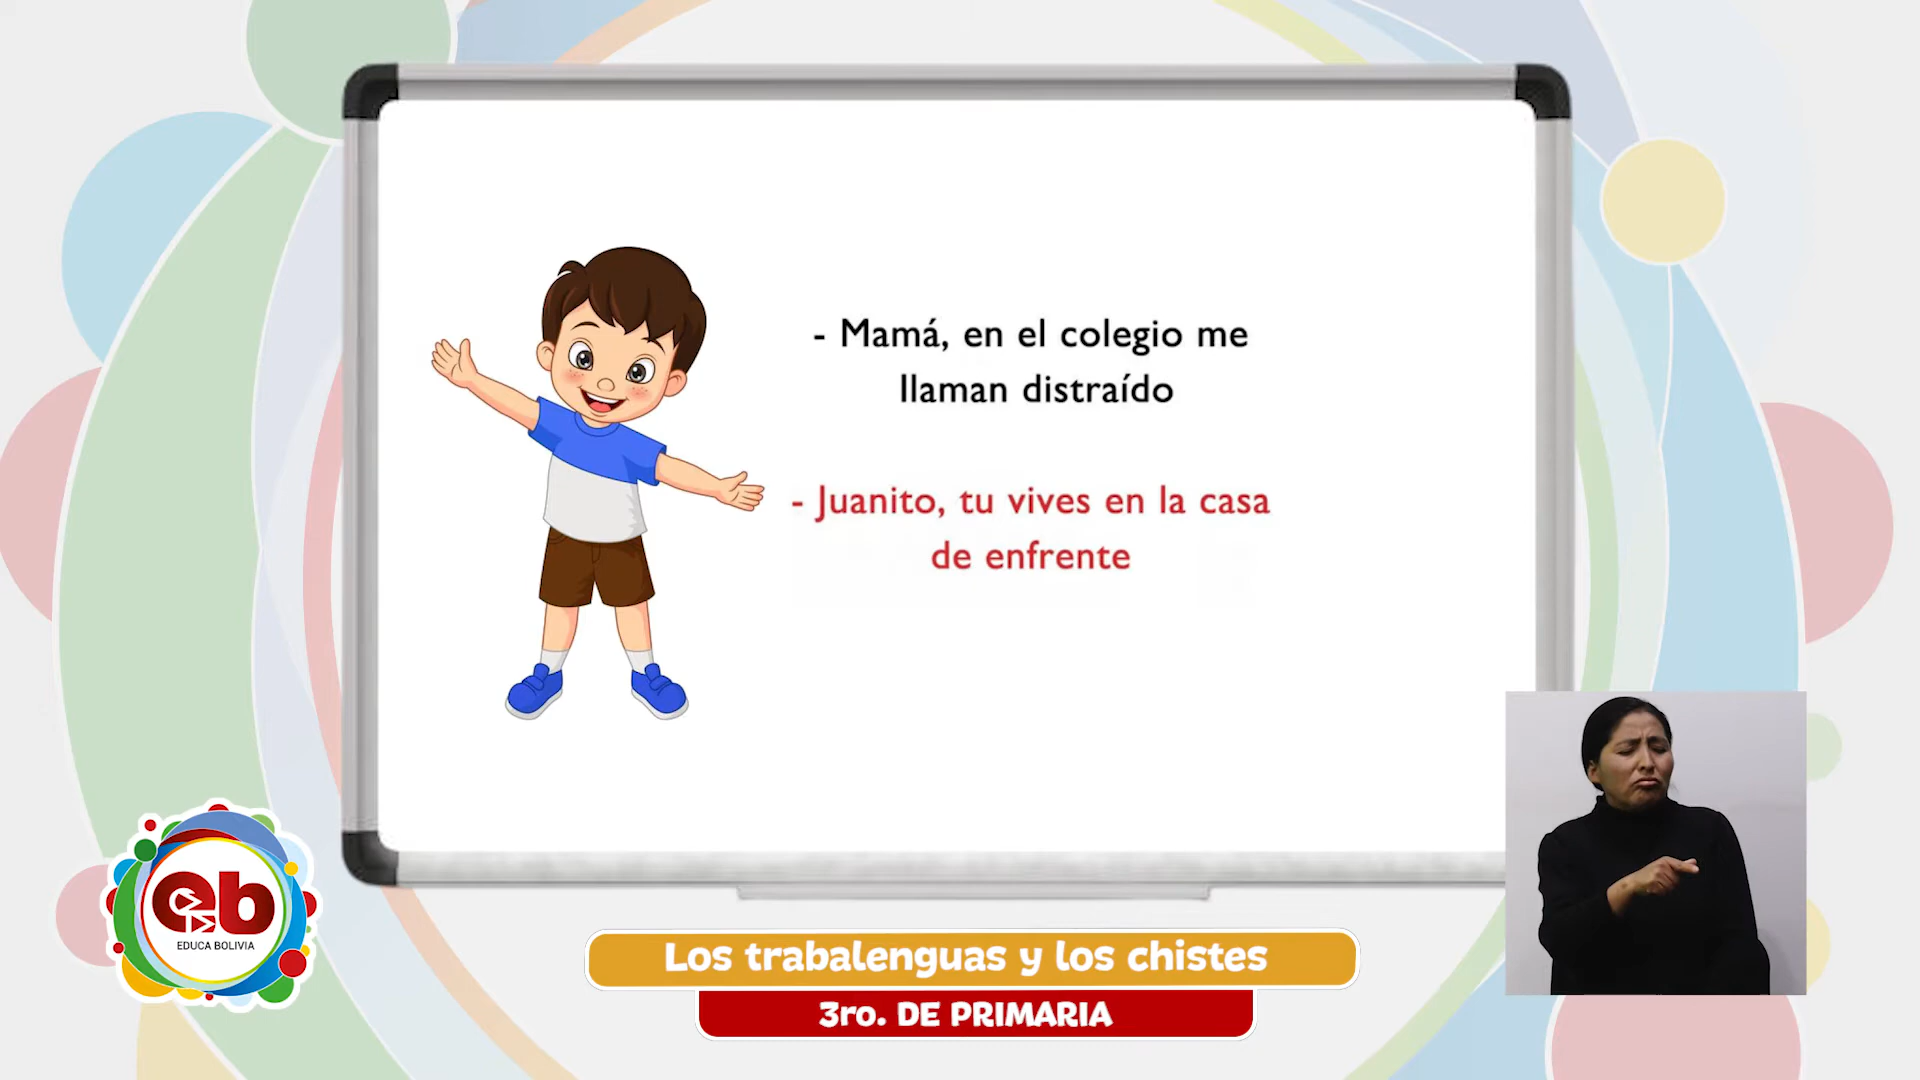 - Mamá, en el colegio me
llaman distraído
- Juanito, tu vives en la casa
de enfrente
eb
EDUCA BOLIVIA
Los trabalenguas y los chistes
3ro. DE PRIMARIA